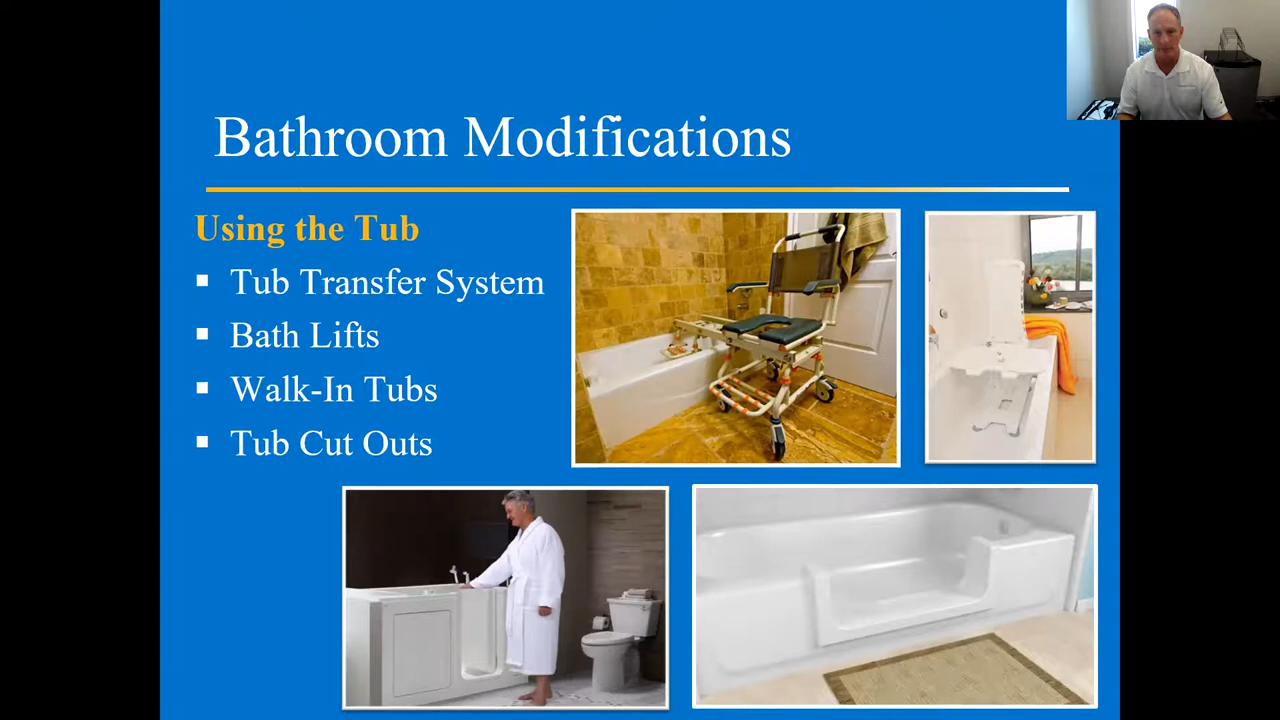 Bathroom Modifications
Using the Tub
Tub Transfer System
Bath Lifts
Walk-In Tubs
Tub Cut Outs